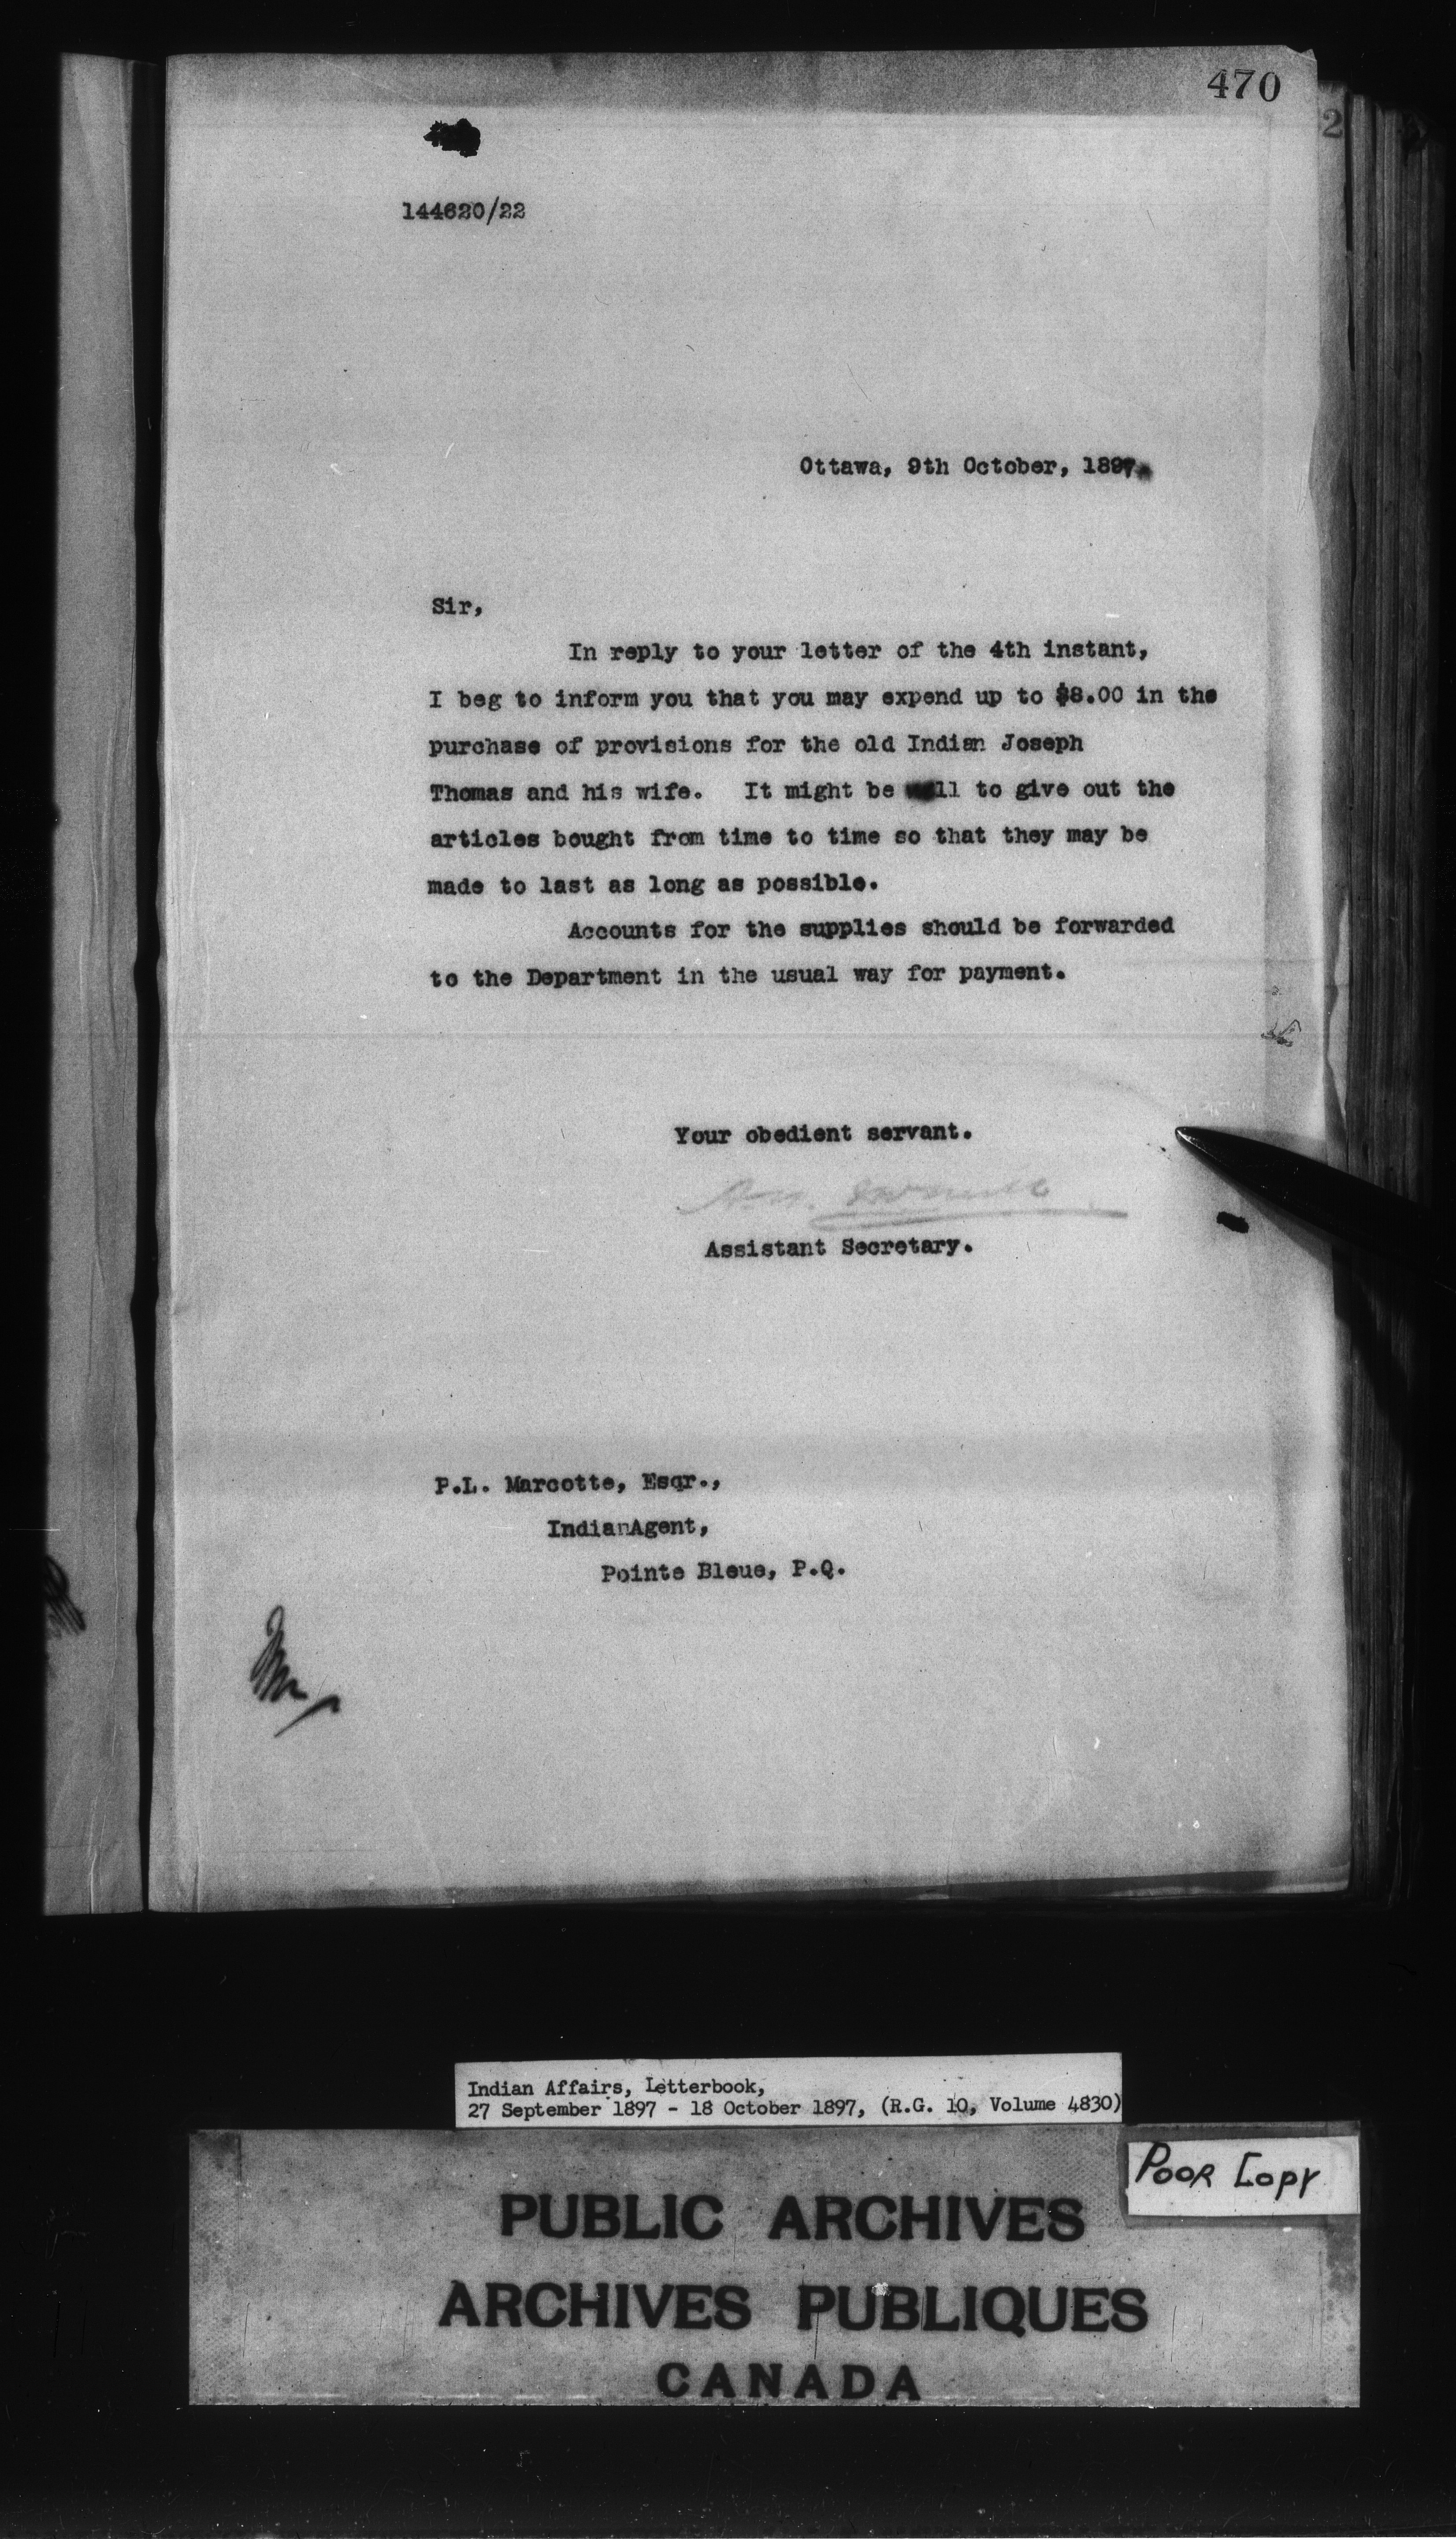 470
2
144620/22
Ottawa, 9th October, 1897.
Sir,
In reply to your letter of the 4th instant,
I beg to inform you that you may expend up to $8.00 in the
purchase of provisions for the old Indian Joseph
Thomas and his wife. It might be well to give out the
articles bought from time to time so that they may be
made to last as long as possible.
Accounts for the supplies should be forwarded
to the Department in the usual way for payment.
Your obedient servant.
Assistant Secretary.
P.L. Marcotte, Esqr.,
IndianAgent,
Pointe Bleue, P.Q.
Indian Affairs, Letterbook,
27 September 1897 - 18 October 1897, (R.G. 10, Volume 4830)
POOR COPY
PUBLIC ARCHIVES
ARCHIVES PUBLIQUES
CANADA